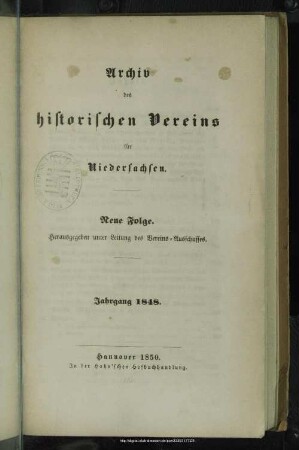 Archiv
des
historischen Vereins
für
Niedersachsen.
Neue Folge.
Herausgegeben unter Leitung des Vereins-Ausschusses.
Jahrgang 1848.
Hannover 1850.
In der Hahn'schen Hofbuchhandlung.